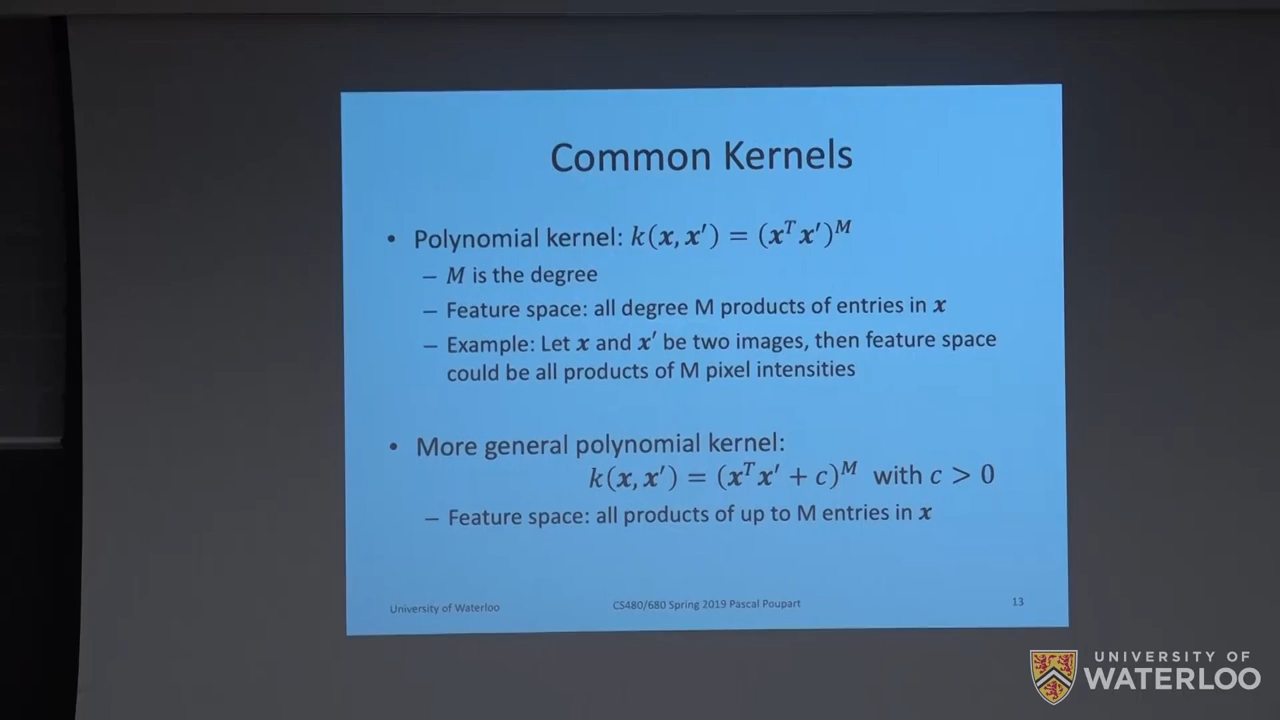 Common Kernels
• Polynomial kernel: k(x, x′) = (xᵀx′)ᴹ
– M is the degree
– Feature space: all degree M products of entries in x
– Example: Let x and x′ be two images, then feature space
could be all products of M pixel intensities
• More general polynomial kernel:
k(x, x′) = (xᵀx′ + c)ᴹ with c > 0
– Feature space: all products of up to M entries in x
University of Waterloo
CS480/680 Spring 2019 Pascal Poupart
13
UNIVERSITY OF
WATERLOO